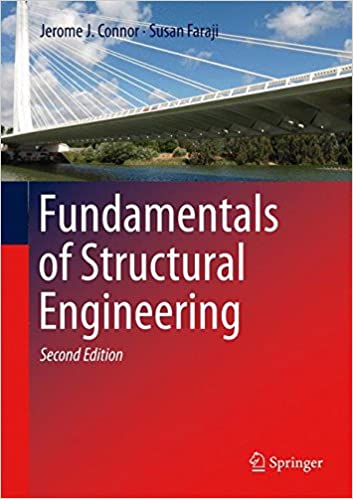 Jerome J. Connor · Susan Faraji
Fundamentals
of Structural
Engineering
Second Edition
Springer